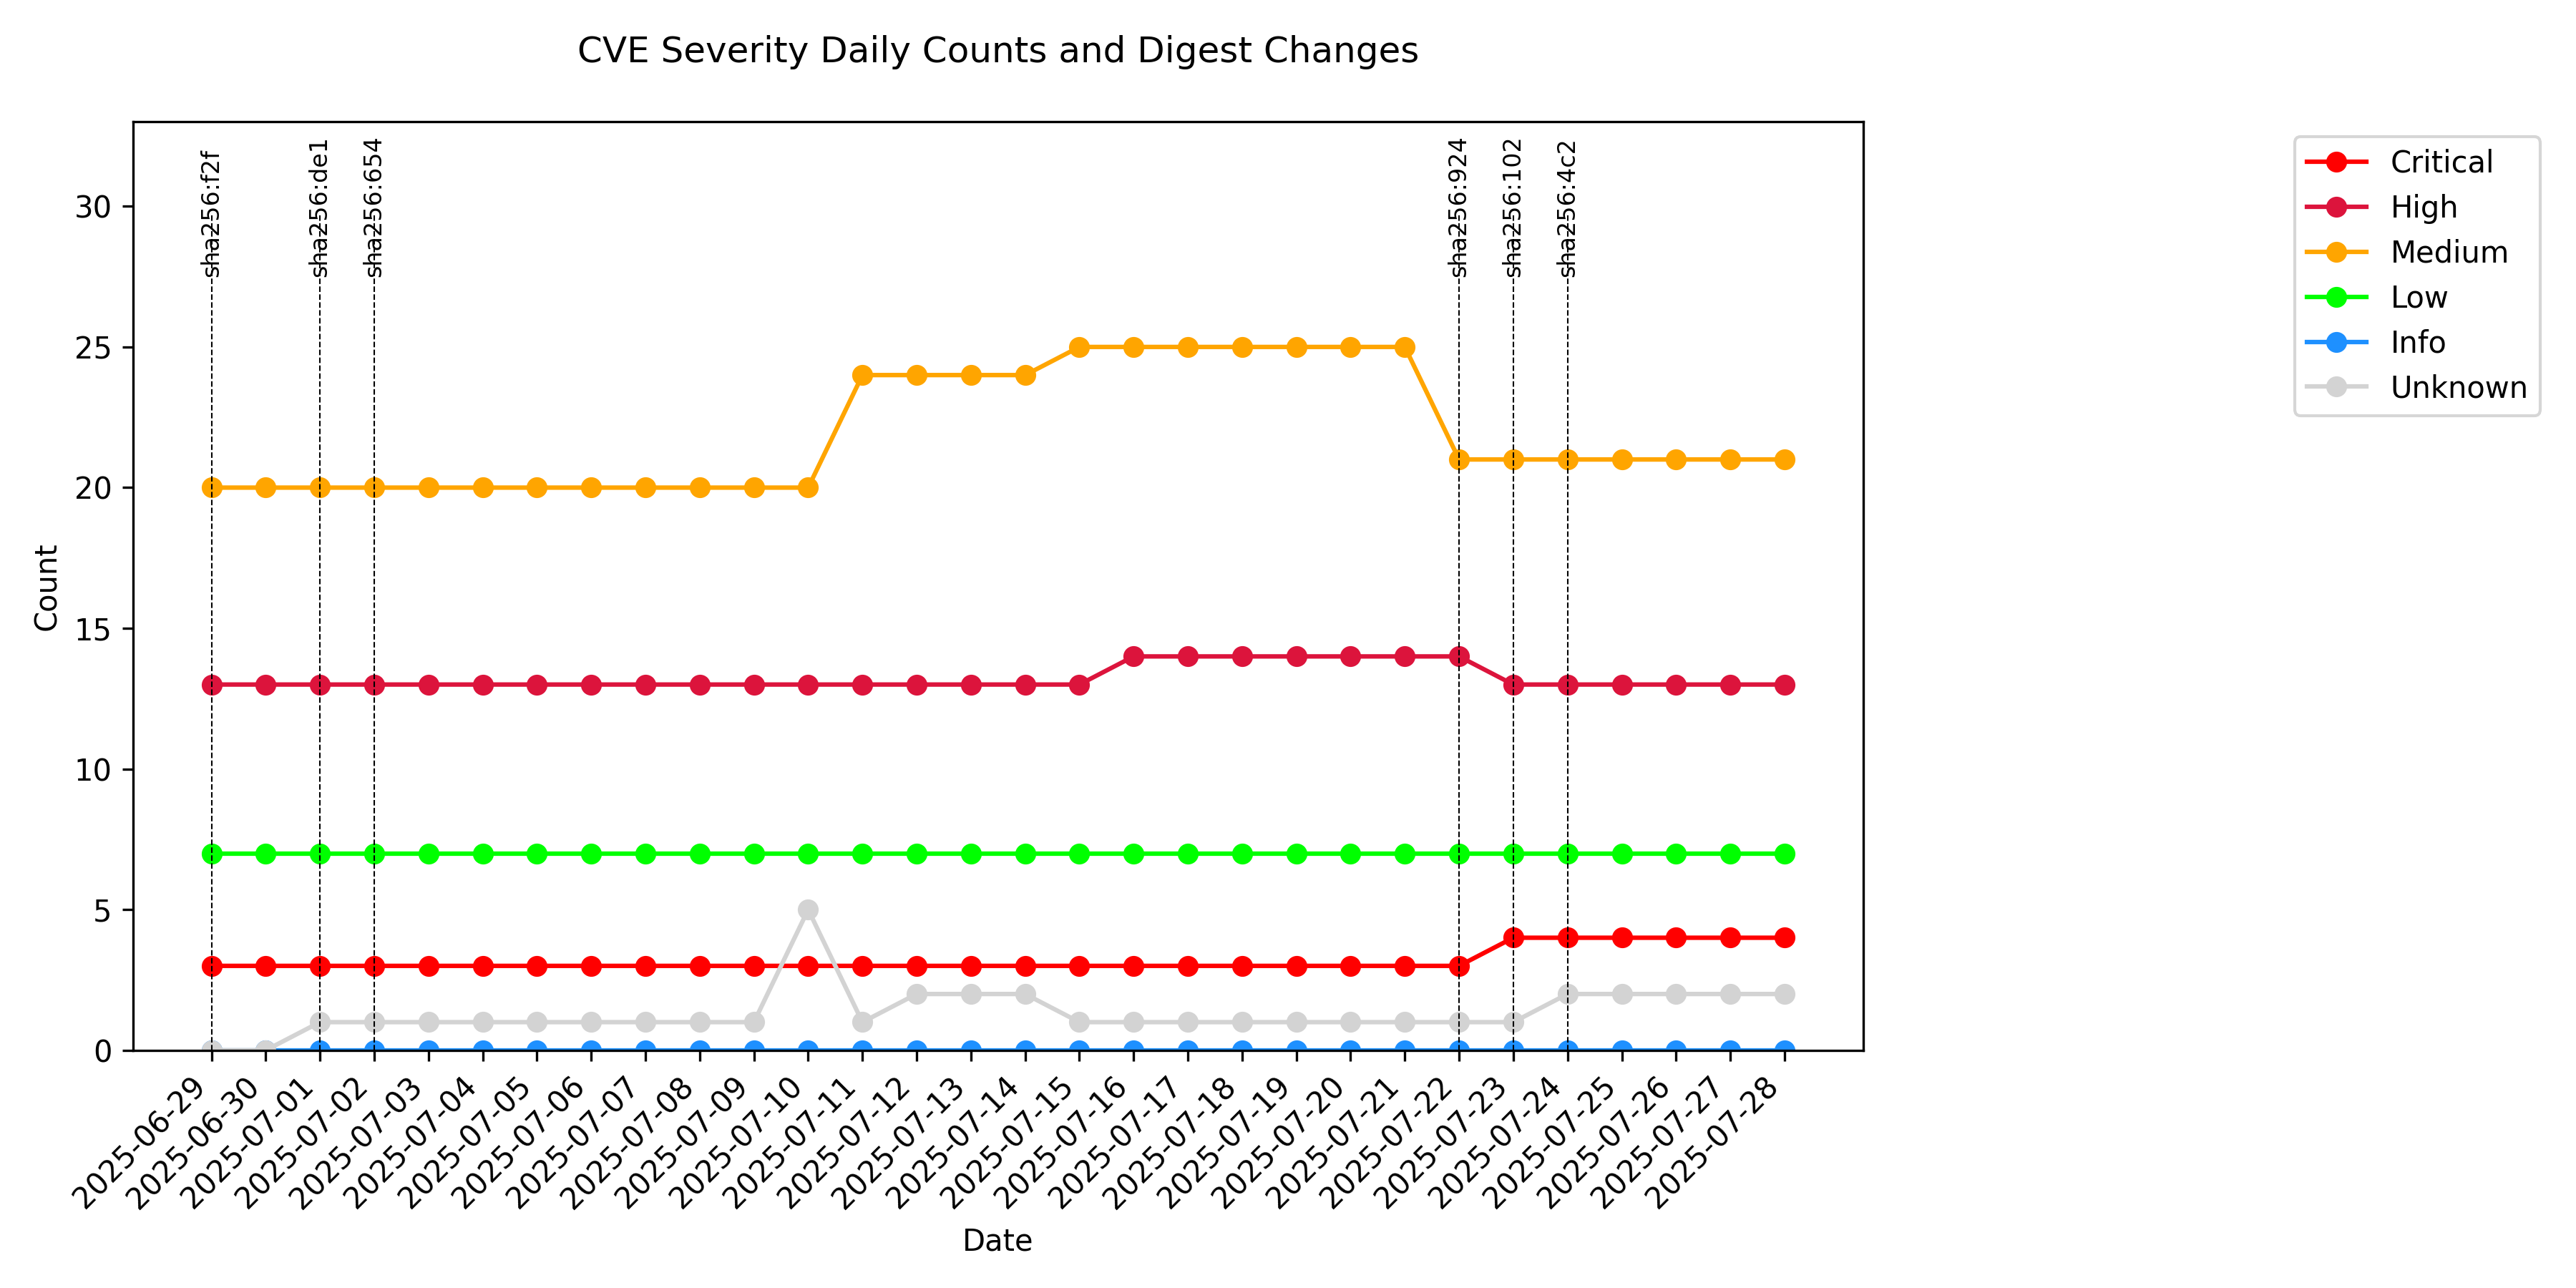 CVE Severity Daily Counts and Digest Changes
sha256:f2f
sha256:de1
sha256:654
sha256:924
sha256:102
sha256:4c2
Critical
High
Medium
Low
Info
Unknown
Count
30
25
20
15
10
5
0
2025-06-29
2025-06-30
2025-07-01
2025-07-02
2025-07-03
2025-07-04
2025-07-05
2025-07-06
2025-07-07
2025-07-08
2025-07-09
2025-07-10
2025-07-11
2025-07-12
2025-07-13
2025-07-14
2025-07-15
2025-07-16
2025-07-17
2025-07-18
2025-07-19
2025-07-20
2025-07-21
2025-07-22
2025-07-23
2025-07-24
2025-07-25
2025-07-26
2025-07-27
2025-07-28
Date